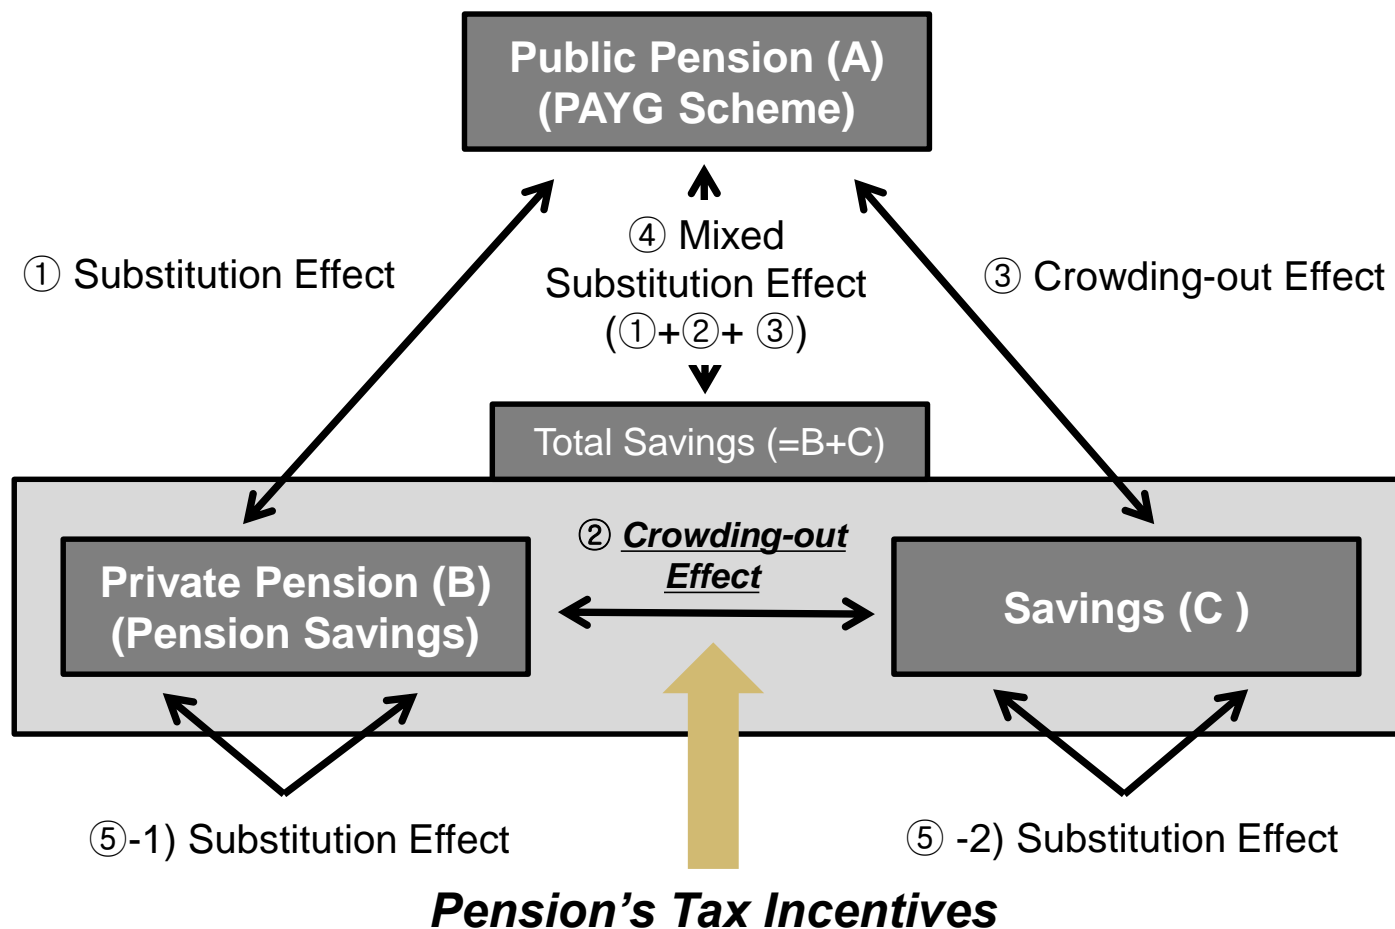 Public Pension (A)
(PAYG Scheme)
④ Mixed
Substitution Effect
(①+②+ ③)
① Substitution Effect
③ Crowding-out Effect
Total Savings (=B+C)
② Crowding-out
Effect
Private Pension (B)
(Pension Savings)
Savings (C )
⑤-1) Substitution Effect
⑤ -2) Substitution Effect
Pension’s Tax Incentives